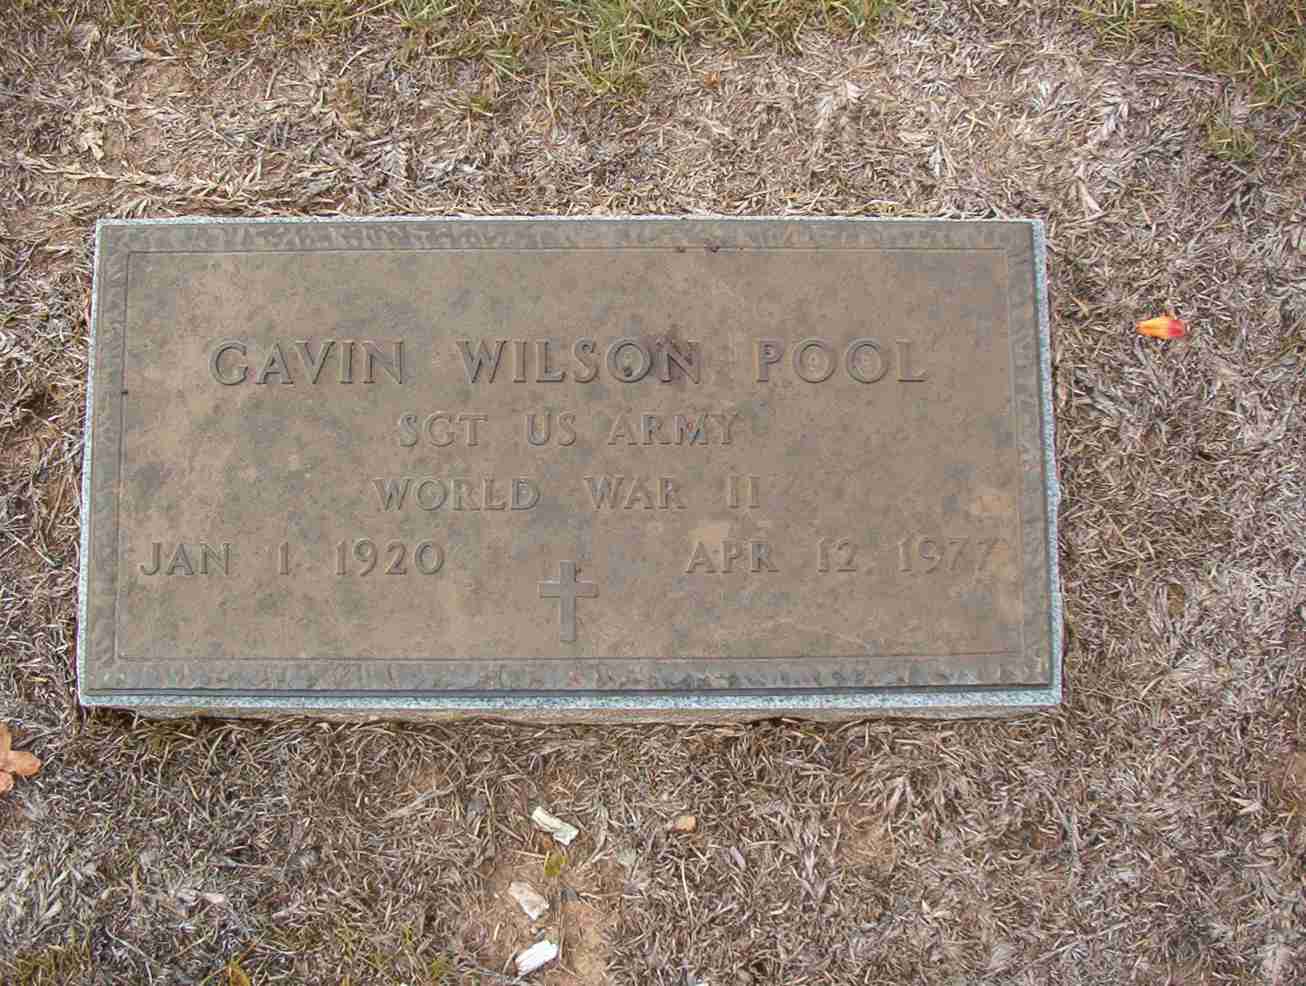 GAVIN WILSON POOL
SGT US ARMY
WORLD WAR II
JAN 1 1920 APR 12 1977